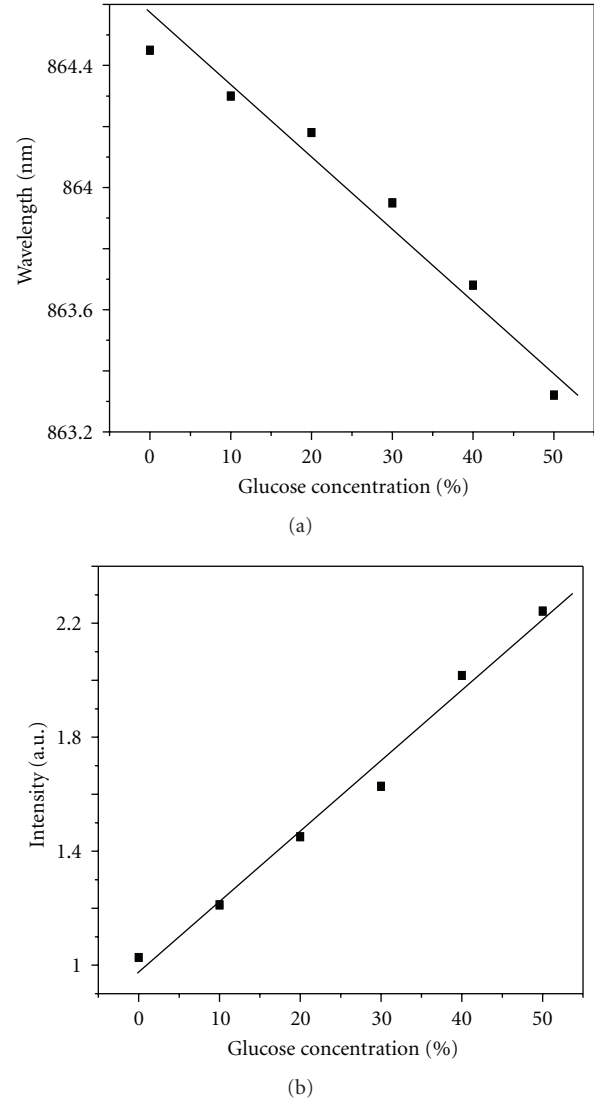 864.4
864
863.6
863.2
Wavelength (nm)
0 10 20 30 40 50
Glucose concentration (%)
(a)
2.2
1.8
1.4
1
Intensity (a.u.)
0 10 20 30 40 50
Glucose concentration (%)
(b)